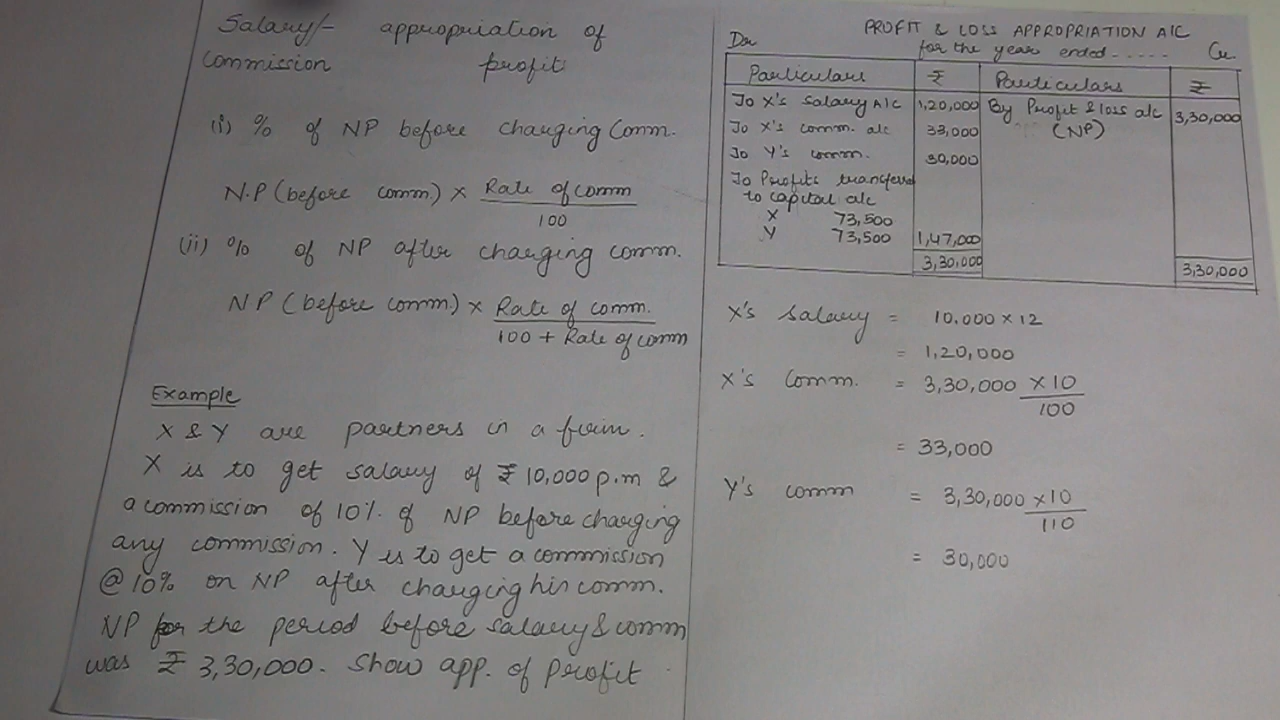 Salary/- appropriation of
commission profit
(i) % of NP before charging Comm.
N.P (before comm.) × Rate of comm
100
(ii) % of NP after charging comm.
NP (before comm.) × Rate of comm.
100 + Rate of comm
Example
X & Y are partners in a firm.
X is to get salary of ₹ 10,000 p.m &
a commission of 10% of NP before charging
any commission. Y is to get a commission
@ 10% on NP after charging his comm.
NP for the period before salary & comm
was ₹ 3,30,000. Show app. of profit
PROFIT & LOSS APPROPRIATION A/C
Dr for the year ended ..... Cr.
Particulars ₹ Particulars ₹
To X's Salary A/C 1,20,000 By Profit & loss a/c 3,30,000
To X's comm. a/c 33,000 (NP)
To Y's comm. 30,000
To Profits transferred
to capital a/c
X 73,500
Y 73,500 1,47,000
3,30,000 3,30,000
X's salary = 10,000 × 12
= 1,20,000
X's Comm. = 3,30,000 × 10
100
= 33,000
Y's comm = 3,30,000 × 10
110
= 30,000